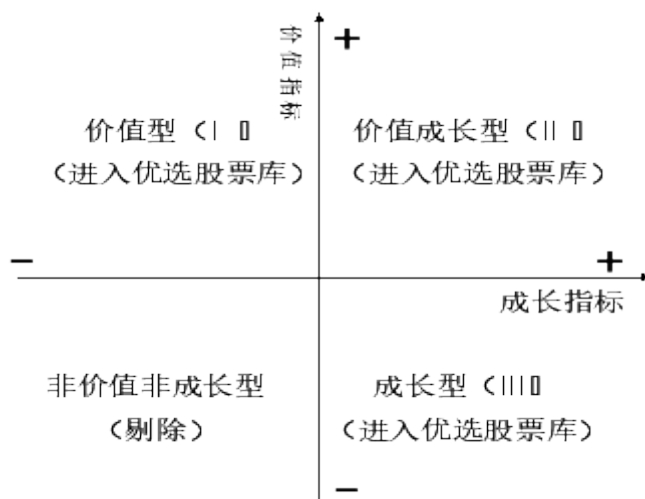 价值指标
+
价值型（I）
（进入优选股票库）
价值成长型（II）
（进入优选股票库）
−
+
成长指标
非价值非成长型
（剔除）
成长型（III）
（进入优选股票库）
−